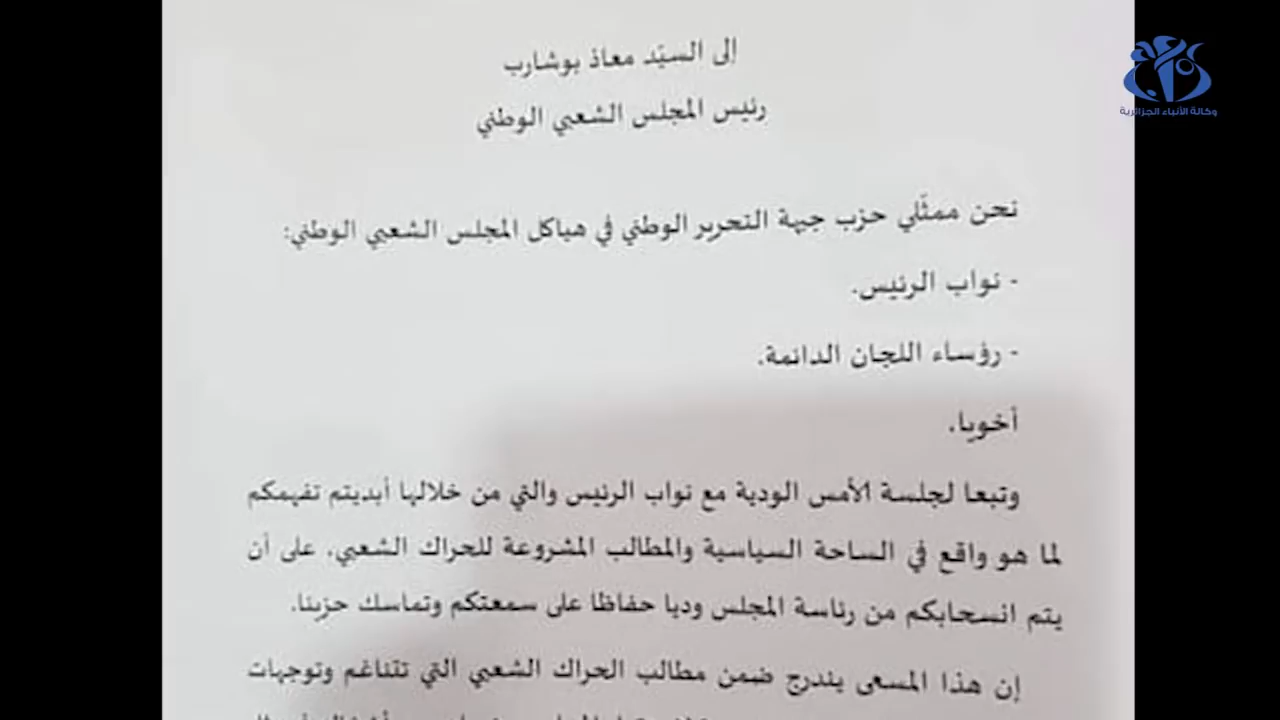 إلى السيّد معاذ بوشارب
رئيس المجلس الشعبي الوطني
وكالة الأنباء الجزائرية
نحن ممثّلي حزب جبهة التحرير الوطني في هياكل المجلس الشعبي الوطني:
- نواب الرئيس.
- رؤساء اللجان الدائمة.
أخويا،
وتبعا لجلسة الأمس الودية مع نواب الرئيس والتي من خلالها أبديتم تفهمكم
لما هو واقع في الساحة السياسية والمطالب المشروعة للحراك الشعبي، على أن
يتم انسحابكم من رئاسة المجلس وديا حفاظا على سمعتكم وتماسك حزبنا.
إن هذا المسعى يندرج ضمن مطالب الحراك الشعبي التي تتناغم وتوجهات